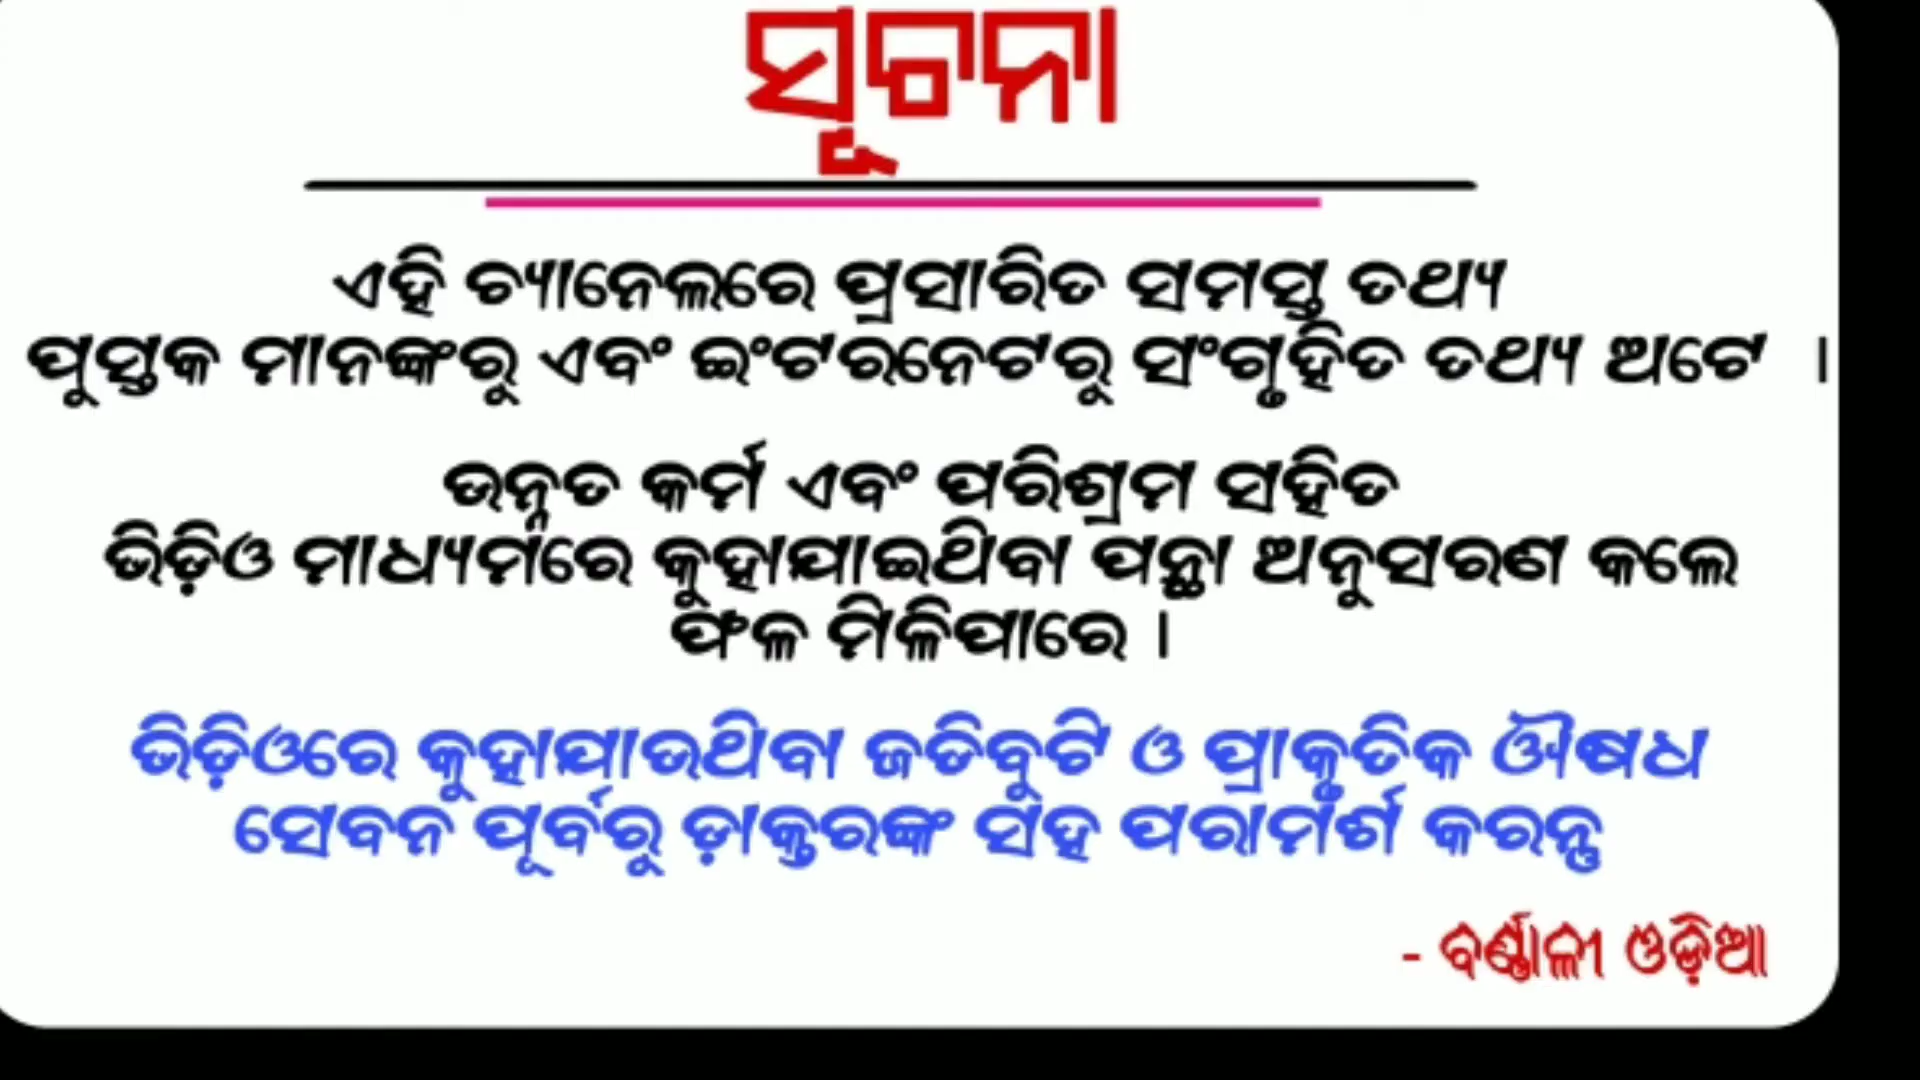 ସୂଚନା
ଏହି ଚ୍ୟାନେଲରେ ପ୍ରସାରିତ ସମସ୍ତ ତଥ୍ୟ
ପୁସ୍ତକ ମାନଙ୍କରୁ ଏବଂ ଇଂଟରନେଟରୁ ସଂଗୃହିତ ତଥ୍ୟ ଅଟେ ।
ଉନ୍ନତ କର୍ମ ଏବଂ ପରିଶ୍ରମ ସହିତ
ଭିଡ଼ିଓ ମାଧ୍ୟମରେ କୁହାଯାଇଥିବା ପନ୍ଥା ଅନୁସରଣ କଲେ
ଫଳ ମିଳିପାରେ ।
ଭିଡ଼ିଓରେ କୁହାଯାଉଥିବା ଜଡିବୁଟି ଓ ପ୍ରାକୃତିକ ଔଷଧ
ସେବନ ପୂର୍ବରୁ ଡ଼ାକ୍ତରଙ୍କ ସହ ପରାମର୍ଶ କରନ୍ତୁ
- ବର୍ଣ୍ଣାଳୀ ଓଡ଼ିଆ